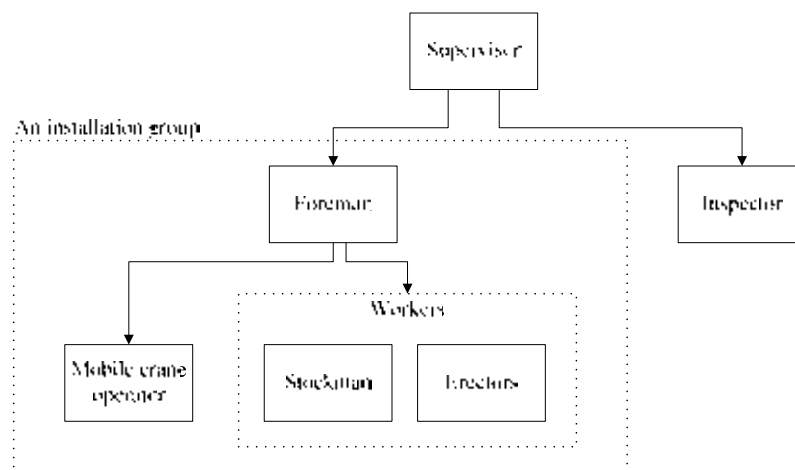 Supervisor
An installation group
Foreman
Inspector
Workers
Mobile crane
operator
Stockman
Erectors